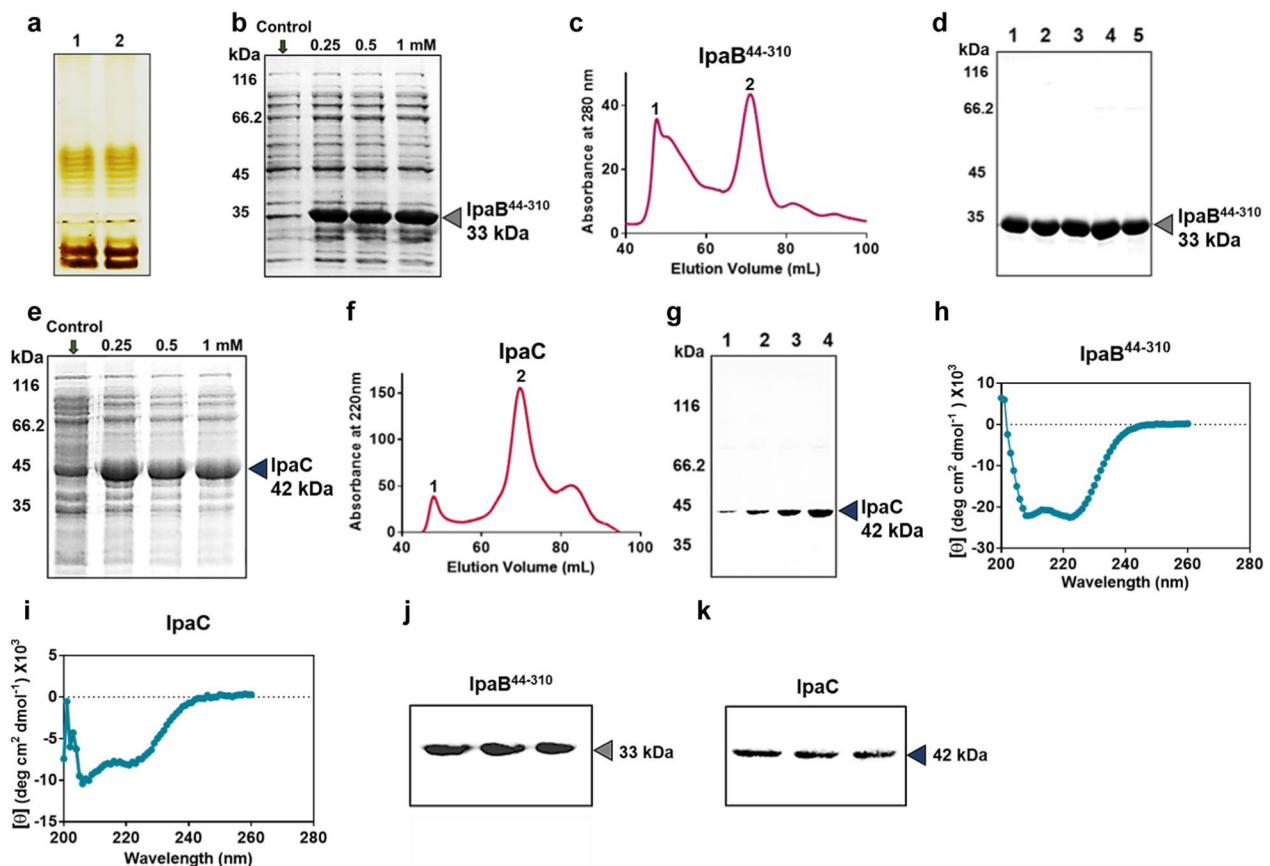 a
1 2
b
Control
kDa 0.25 0.5 1 mM
116
66.2
45
35
IpaB44-310
33 kDa
c
IpaB44-310
Absorbance at 280 nm
40
20
0
1
2
40 60 80 100
Elution Volume (mL)
d
1 2 3 4 5
kDa
116
66.2
45
35
IpaB44-310
33 kDa
e
Control
kDa 0.25 0.5 1 mM
116
66.2
45
35
IpaC
42 kDa
f
IpaC
Absorbance at 220nm
150
100
50
0
1
2
40 60 80 100
Elution Volume (mL)
g
1 2 3 4
kDa
116
66.2
45
35
IpaC
42 kDa
h
IpaB44-310
[θ] (deg cm2 dmol-1 ) X103
10
0
-10
-20
-30
200 220 240 260 280
Wavelength (nm)
i
IpaC
[θ] (deg cm2 dmol-1) X103
5
0
-5
-10
-15
200 220 240 260 280
Wavelength (nm)
j
IpaB44-310
33 kDa
k
IpaC
42 kDa